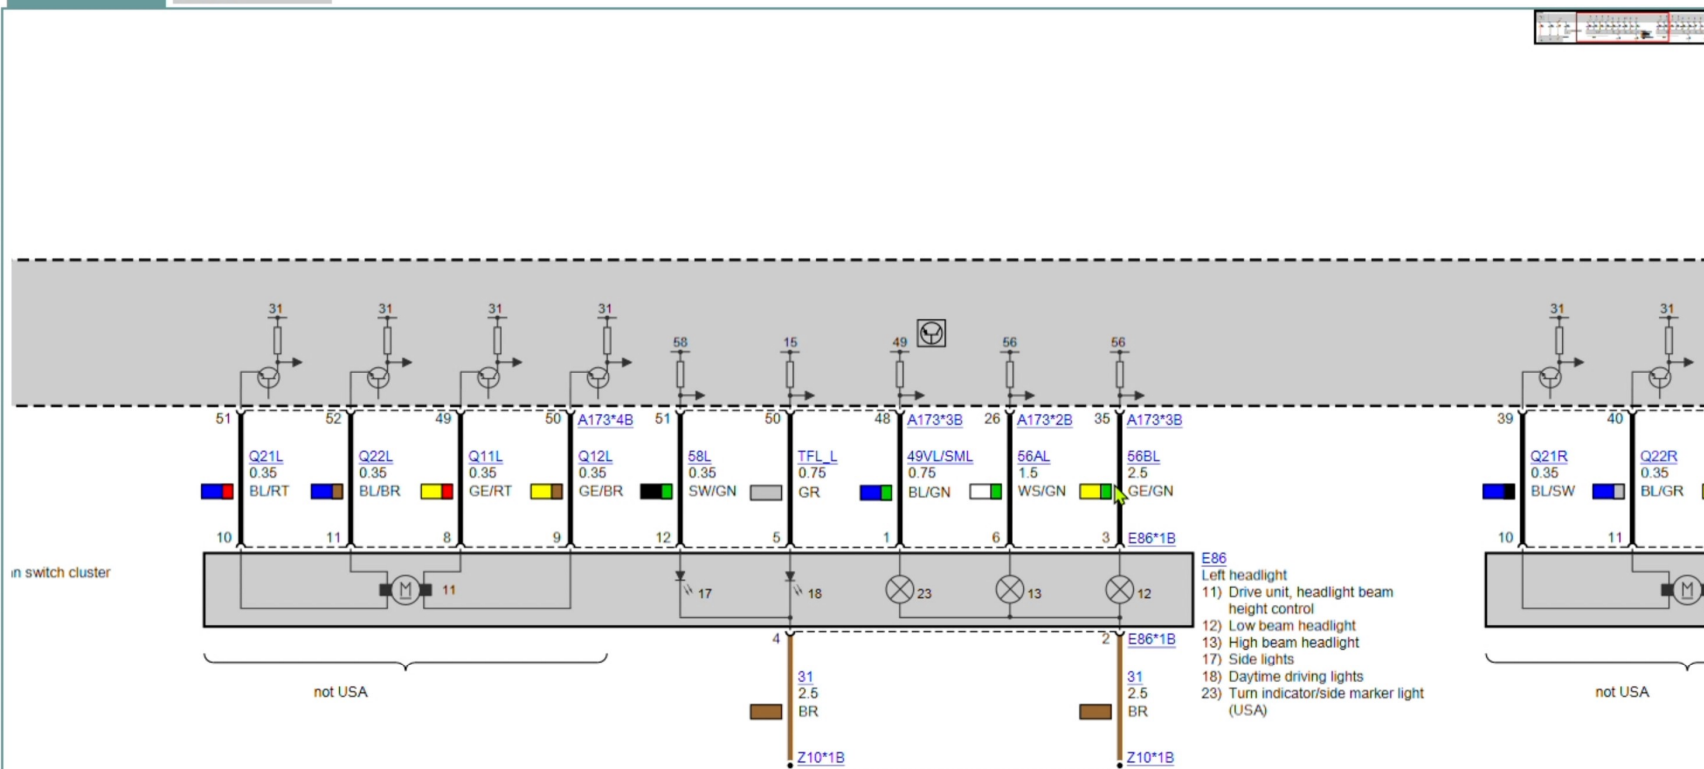 31 31 31 31 31 31
58 15 49 56 56
51 52 49 50 A173*4B 51 50 48 A173*3B 26 A173*2B 35 A173*3B 39 40
Q21L Q22L Q11L Q12L 58L TFL_L 49VL/SML 56AL 56BL Q21R Q22R
0.35 0.35 0.35 0.35 0.35 0.75 0.75 1.5 2.5 0.35 0.35
BL/RT BL/BR GE/RT GE/BR SW/GN GR BL/GN WS/GN GE/GN BL/SW BL/GR
10 11 8 9 12 5 1 6 3 E86*1B 10 11
n switch cluster
M 11 17 18 23 13 12 M
E86
Left headlight
11) Drive unit, headlight beam
height control
12) Low beam headlight
13) High beam headlight
17) Side lights
18) Daytime driving lights
23) Turn indicator/side marker light
(USA)
4 2 E86*1B
31 31
2.5 2.5
BR BR
Z10*1B Z10*1B
not USA not USA